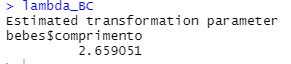 > lambda_BC
Estimated transformation parameter
bebes$comprimento
2.659051